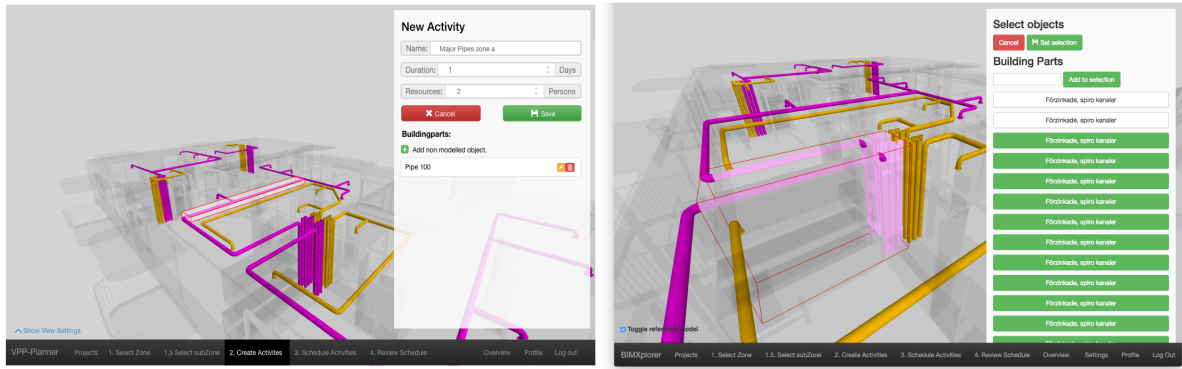 New Activity
Name: Major Pipes zone a
Duration: 1 Days
Resources: 2 Persons
Cancel Save
Buildingparts:
Add non modelled object.
Pipe 100
Show View Settings
VPP-Planner Projects 1. Select Zone 1.5 Select subZone 2. Create Activites 3. Schedule Activities 4. Review Schedule Overview Profile Log out
Select objects
Cancel Set selection
Building Parts
Add to selection
Förzinkade, spiro kanaler
Förzinkade, spiro kanaler
Förzinkade, spiro kanaler
Förzinkade, spiro kanaler
Förzinkade, spiro kanaler
Förzinkade, spiro kanaler
Förzinkade, spiro kanaler
Förzinkade, spiro kanaler
Förzinkade, spiro kanaler
Förzinkade, spiro kanaler
Förzinkade, spiro kanaler
Förzinkade, spiro kanaler
Toggle reference model
BIMXplorer Projects 1. Select Zone 1.5. Select subZone 2. Create Activities 3. Schedule Activities 4. Review Schedule Overview Settings Profile Log Out